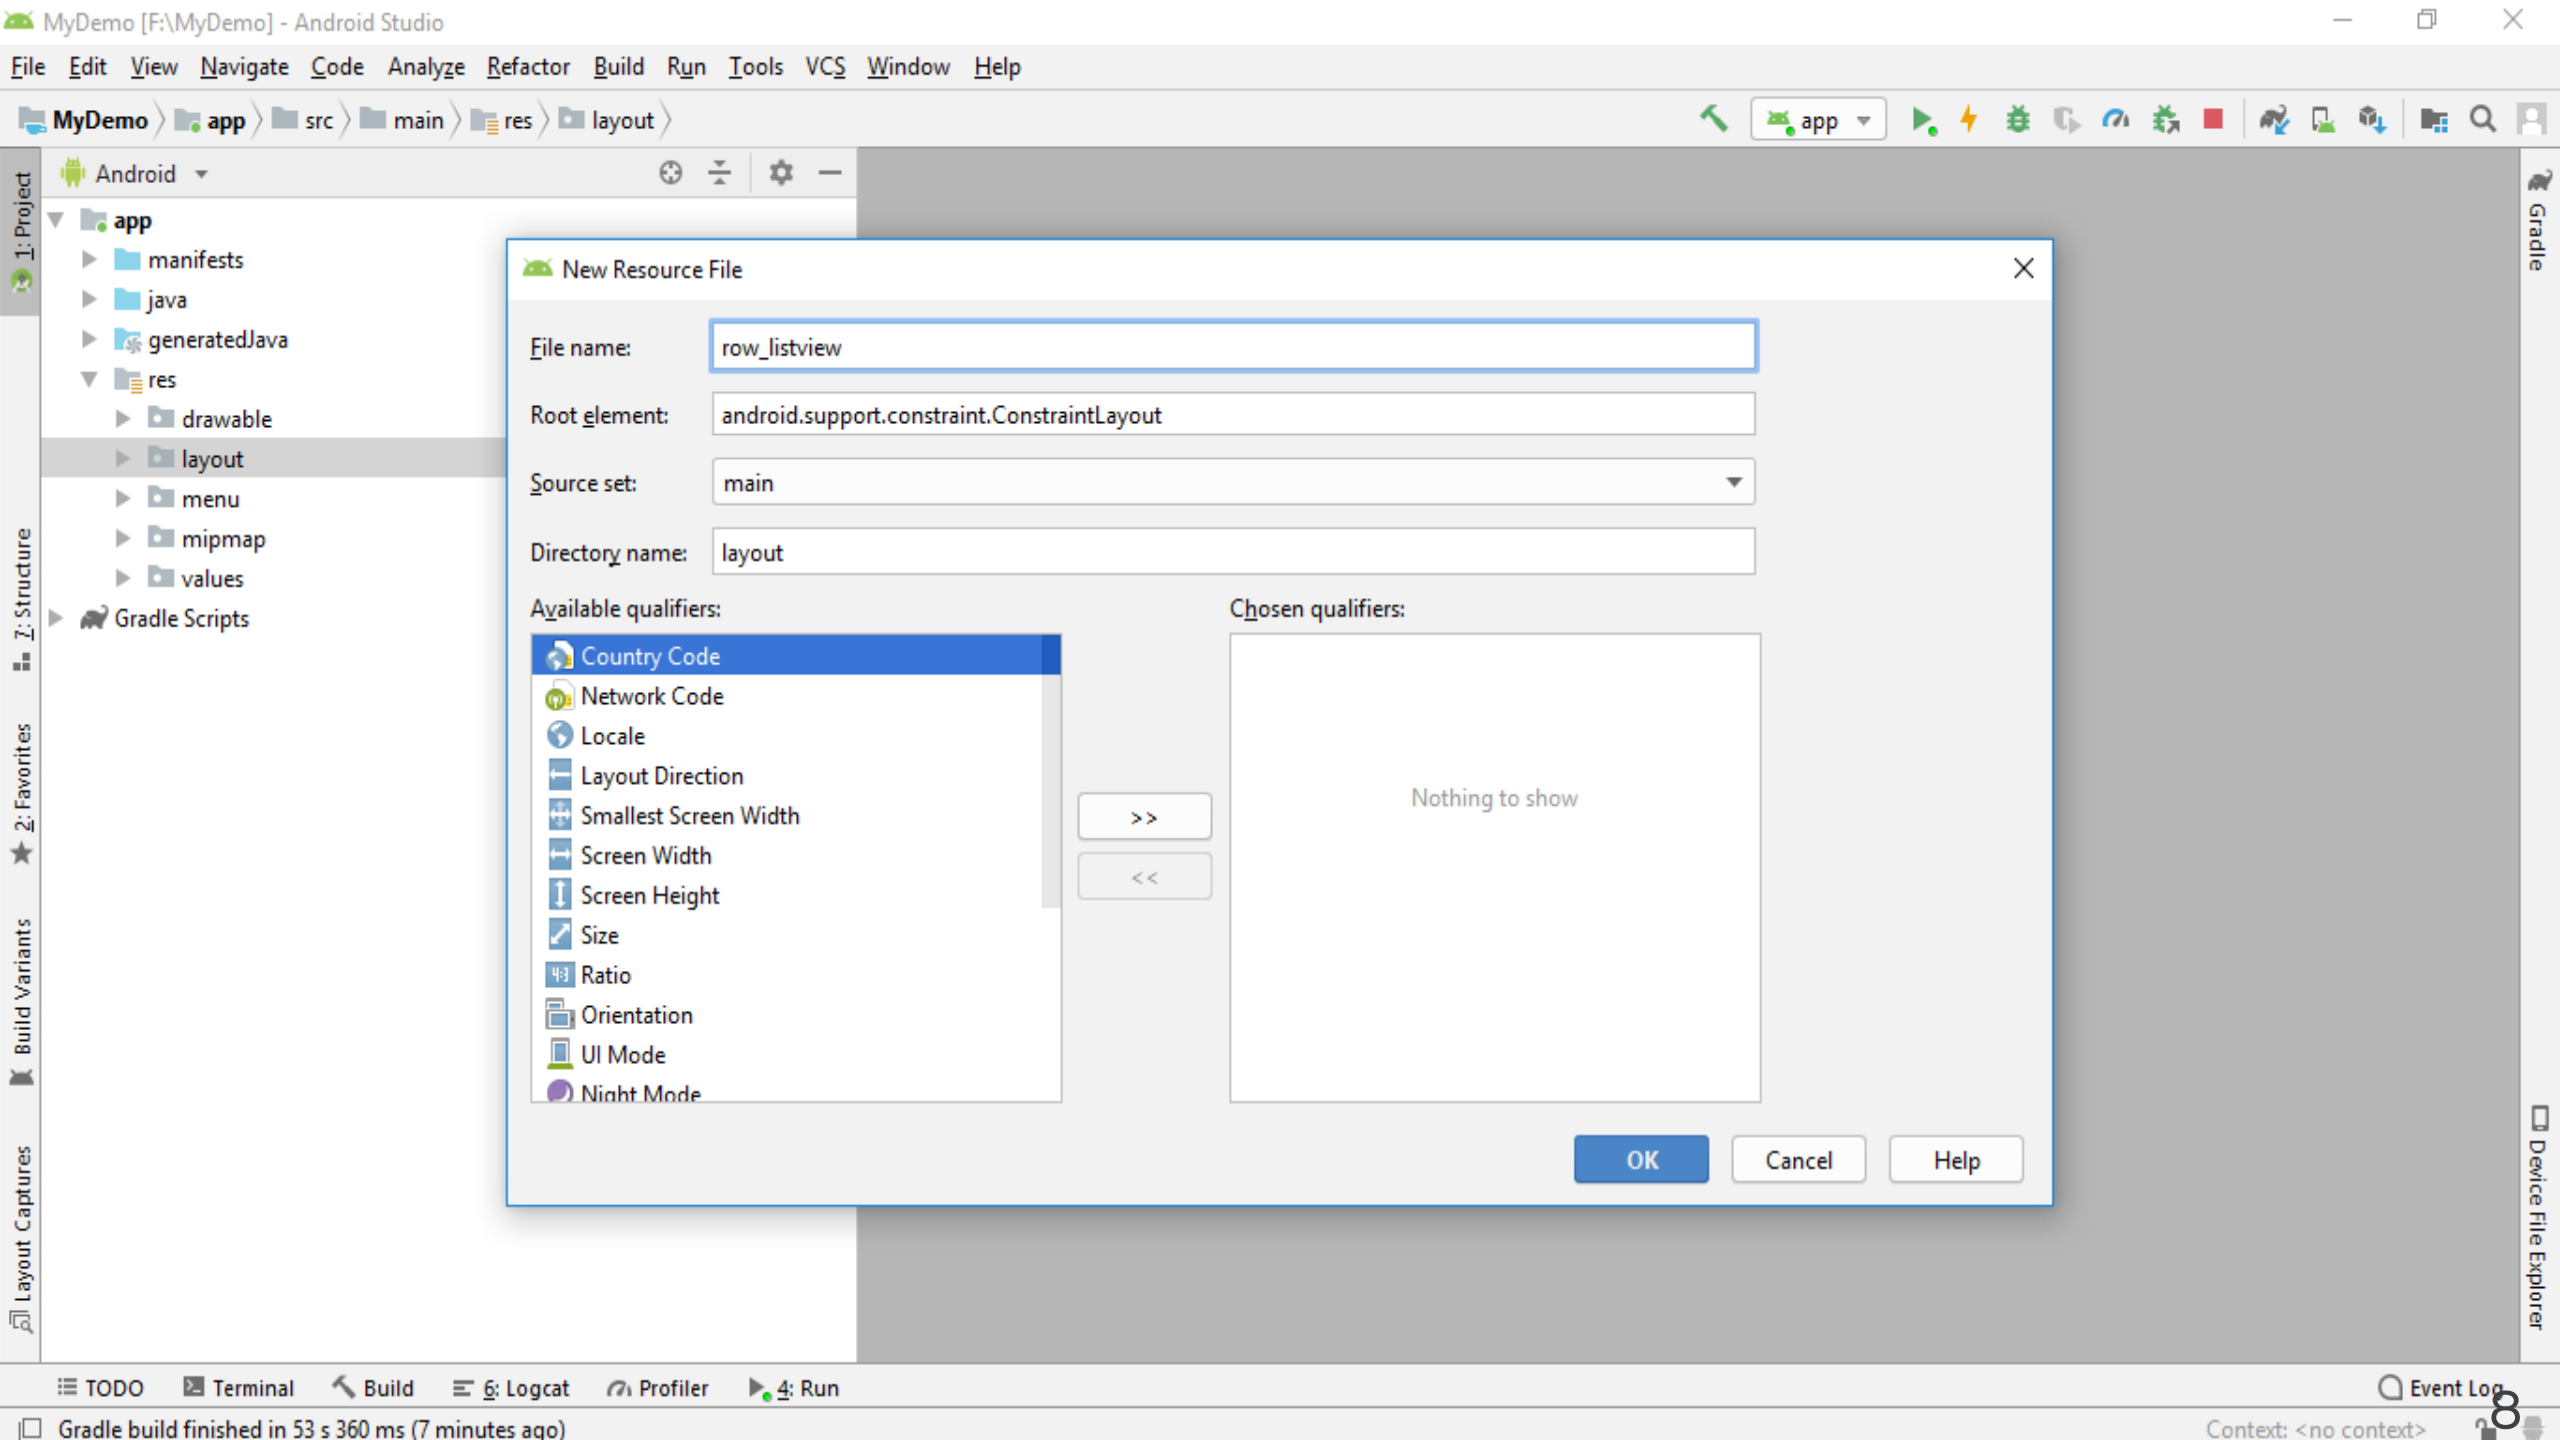 MyDemo [F:\MyDemo] - Android Studio
File Edit View Navigate Code Analyze Refactor Build Run Tools VCS Window Help
MyDemo app src main res layout
app
Android
1: Project
7: Structure
2: Favorites
Build Variants
Layout Captures
app
manifests
java
generatedJava
res
drawable
layout
menu
mipmap
values
Gradle Scripts
New Resource File
File name: row_listview
Root element: android.support.constraint.ConstraintLayout
Source set: main
Directory name: layout
Available qualifiers: Chosen qualifiers:
Country Code
Network Code
Locale
Layout Direction
Smallest Screen Width
Screen Width
Screen Height
Size
4:3 Ratio
Orientation
UI Mode
Night Mode
>>
<<
Nothing to show
OK Cancel Help
Gradle
Device File Explorer
TODO Terminal Build 6: Logcat Profiler 4: Run Event Log
Gradle build finished in 53 s 360 ms (7 minutes ago) Context: <no context>
8